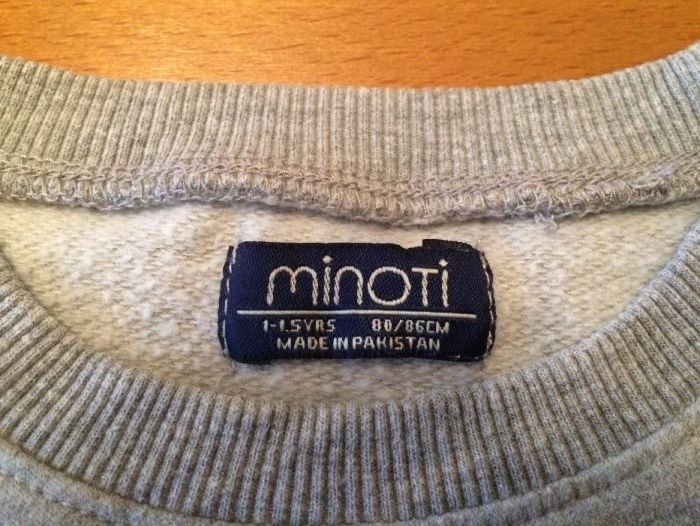 minoti
1-1.5YRS 80/86CM
MADE IN PAKISTAN